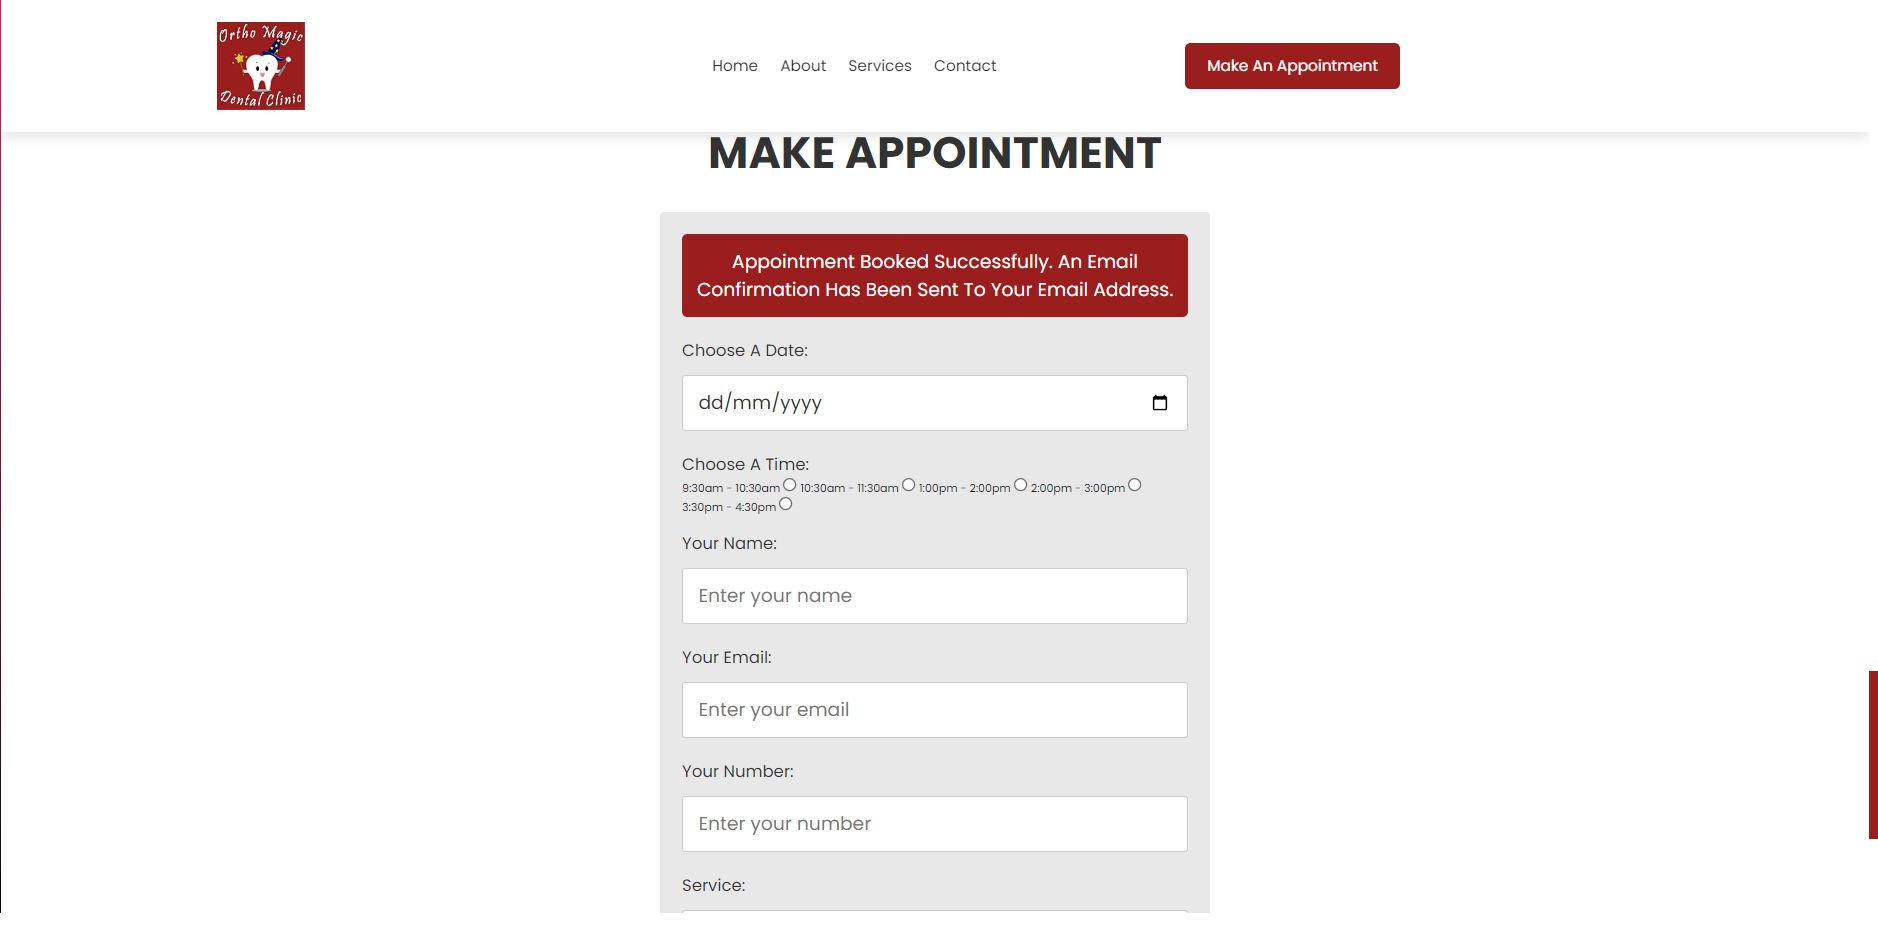 Ortho Magic
Dental Clinic
Home About Services Contact
Make An Appointment
MAKE APPOINTMENT
Appointment Booked Successfully. An Email
Confirmation Has Been Sent To Your Email Address.
Choose A Date:
dd/mm/yyyy
Choose A Time:
9:30am - 10:30am 10:30am - 11:30am 1:00pm - 2:00pm 2:00pm - 3:00pm
3:30pm - 4:30pm
Your Name:
Enter your name
Your Email:
Enter your email
Your Number:
Enter your number
Service: